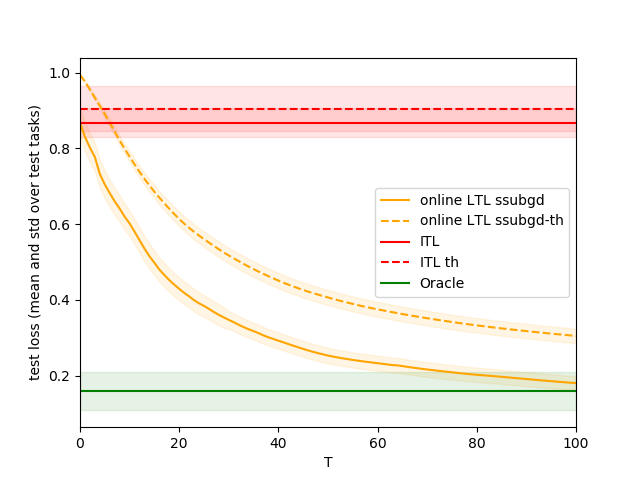 test loss (mean and std over test tasks)
1.0
0.8
0.6
0.4
0.2
online LTL ssubgd
online LTL ssubgd-th
ITL
ITL th
Oracle
0 20 40 60 80 100
T